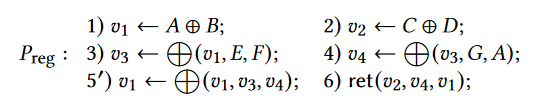 1) v₁ ← A ⊕ B; 2) v₂ ← C ⊕ D;
P_reg : 3) v₃ ← ⨁(v₁, E, F); 4) v₄ ← ⨁(v₃, G, A);
5′) v₁ ← ⨁(v₁, v₃, v₄); 6) ret(v₂, v₄, v₁);